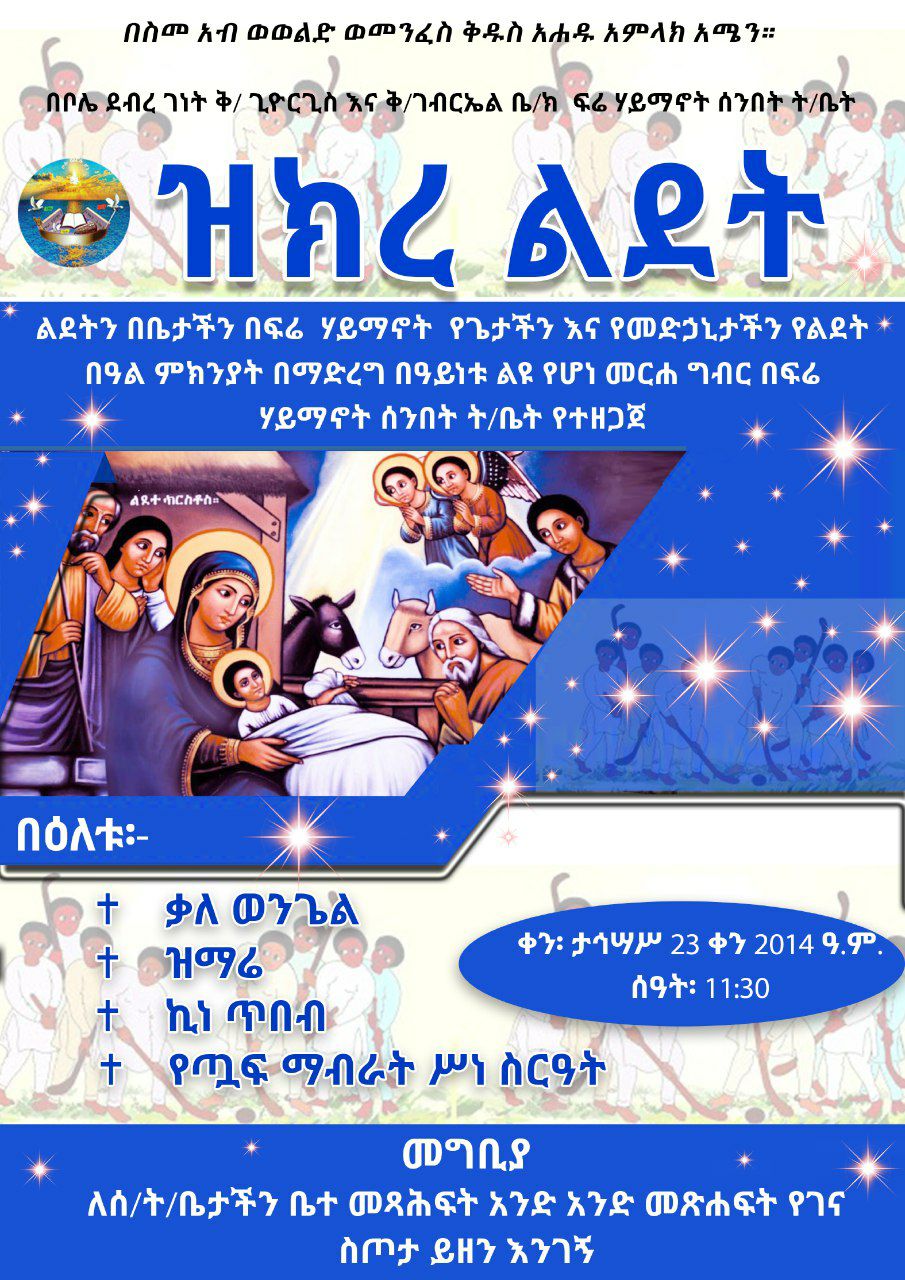 በስመ አብ ወወልድ ወመንፈስ ቅዱስ አሐዱ አምላክ አሜን።
በቦሌ ደብረ ገነት ቅ/ ጊዮርጊስ እና ቅ/ገብርኤል ቤ/ክ ፍሬ ሃይማኖት ሰንበት ት/ቤት
ዝክረ ልደት
ልደትን በቤታችን በፍሬ ሃይማኖት የጌታችን እና የመድኃኒታችን የልደት
በዓል ምክንያት በማድረግ በዓይነቱ ልዩ የሆነ መርሐ ግብር በፍሬ
ሃይማኖት ሰንበት ት/ቤት የተዘጋጀ
ልደተ ክርስቶስ።
በዕለቱ፡-
✝ ቃለ ወንጌል
✝ ዝማሬ
✝ ኪነ ጥበብ
✝ የጧፍ ማብራት ሥነ ስርዓት
ቀን፡ ታኅሣሥ 23 ቀን 2014 ዓ.ም.
ሰዓት፡ 11:30
መግቢያ
ለሰ/ት/ቤታችን ቤተ መጻሕፍት አንድ አንድ መጽሐፍት የገና
ስጦታ ይዘን እንገኝ